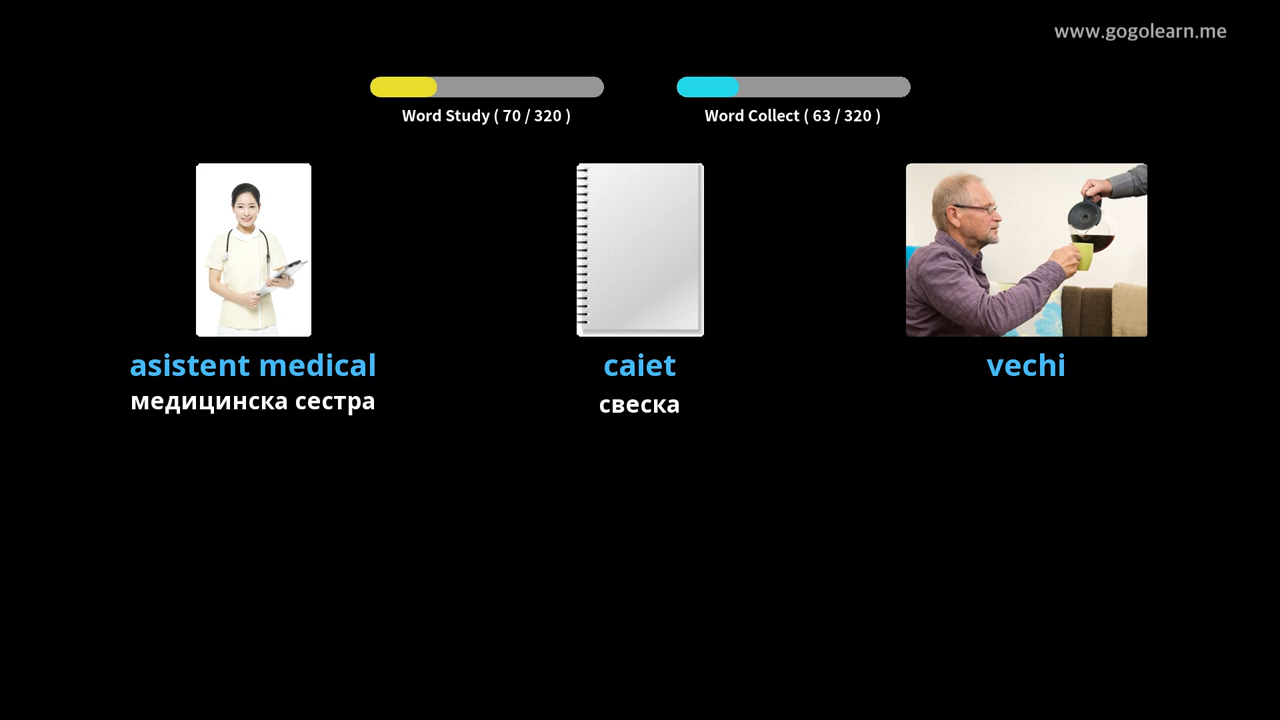 www.gogolearn.me
Word Study ( 70 / 320 )
Word Collect ( 63 / 320 )
asistent medical
медицинска сестра
caiet
свеска
vechi